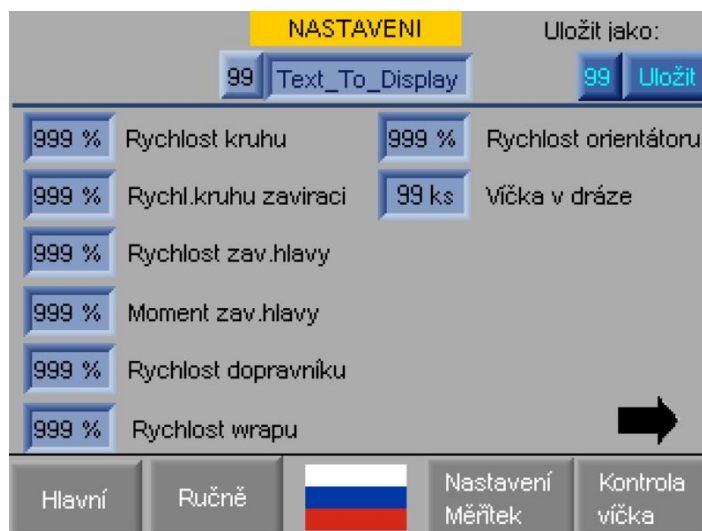 NASTAVENI
Uložit jako:
99 Text_To_Display
99 Uložit
999 % Rychlost kruhu
999 % Rychlost orientátoru
999 % Rychl.kruhu zaviraci
99 ks Víčka v dráze
999 % Rychlost zav.hlavy
999 % Moment zav.hlavy
999 % Rychlost dopravníku
999 % Rychlost wrapu
Hlavní
Ručně
Nastavení
Měřítek
Kontrola
víčka